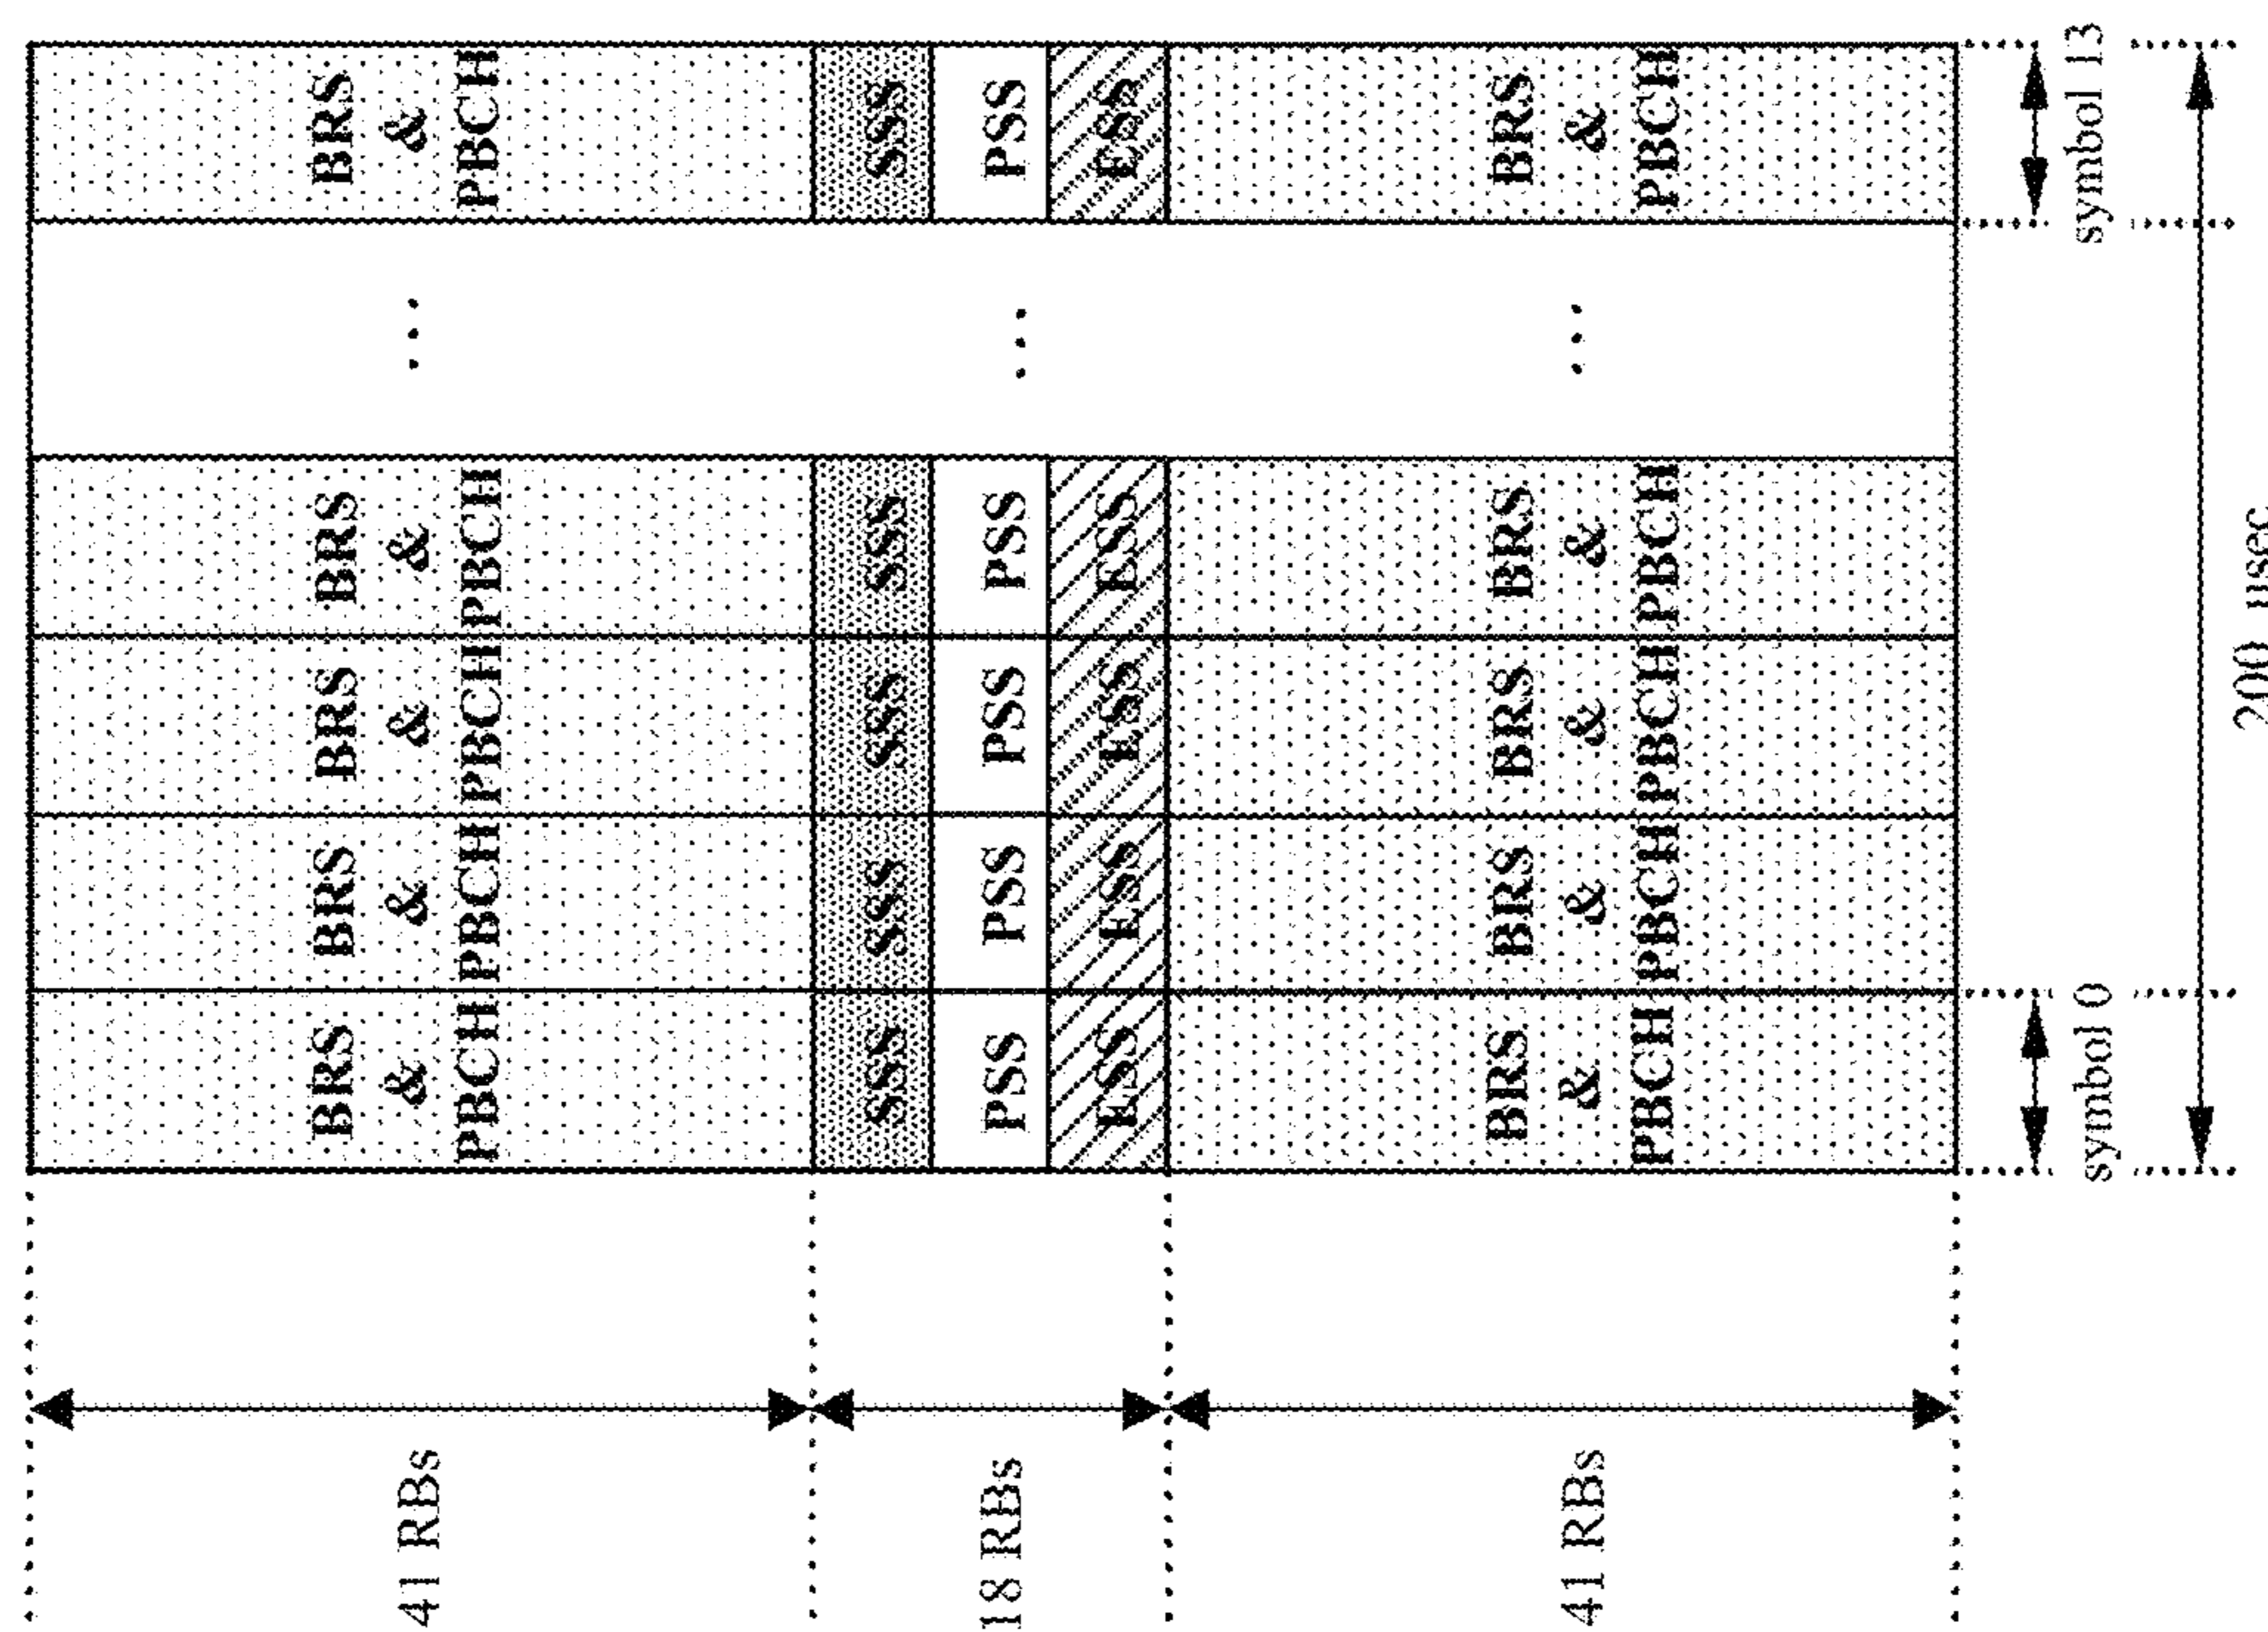 BRS BRS BRS BRS BRS
41 RBs & & & & ... &
PBCH PBCH PBCH PBCH PBCH
SSS SSS SSS SSS SSS
18 RBs PSS PSS PSS PSS ... PSS
ESS ESS ESS ESS ESS
BRS BRS BRS BRS BRS
41 RBs & & & & ... &
PBCH PBCH PBCH PBCH PBCH
symbol 0 symbol 13
200 usec